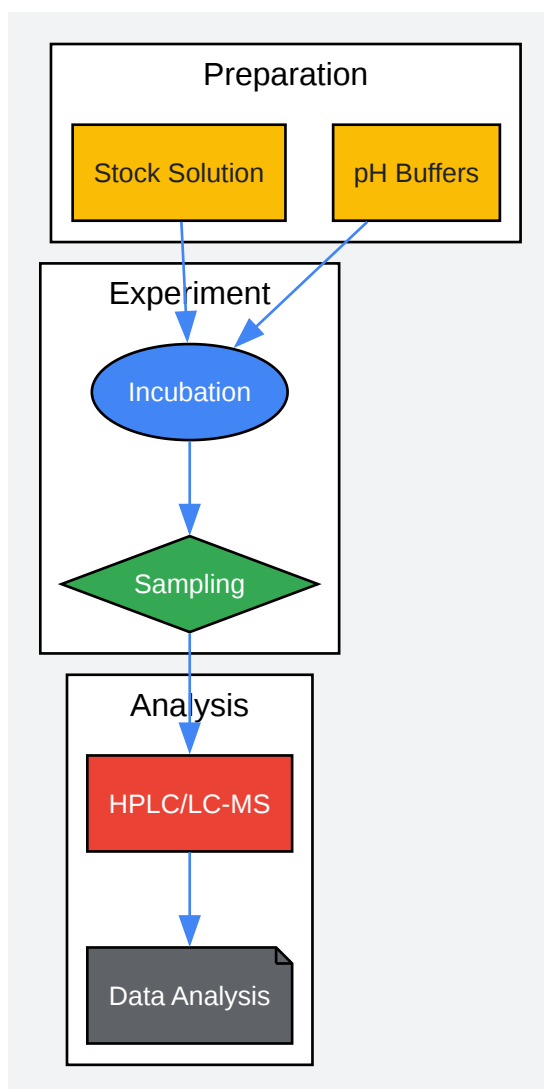 Preparation
Stock Solution
pH Buffers
Experiment
Incubation
Sampling
Analysis
HPLC/LC-MS
Data Analysis